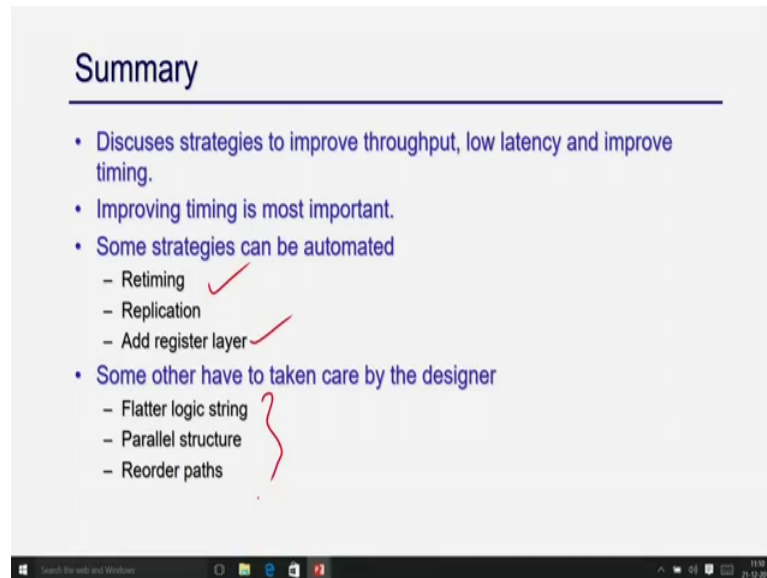 Summary
• Discuses strategies to improve throughput, low latency and improve
timing.
• Improving timing is most important.
• Some strategies can be automated
– Retiming
– Replication
– Add register layer
• Some other have to taken care by the designer
– Flatter logic string
– Parallel structure
– Reorder paths
Search the web and Windows
11:50